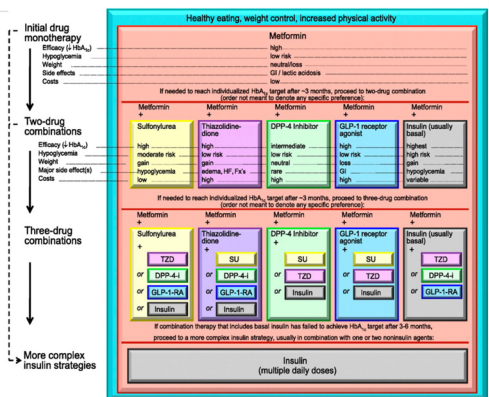 Healthy eating, weight control, increased physical activity
Initial drug monotherapy
Metformin
Efficacy (↓ HbA1c) high
Hypoglycemia low risk
Weight neutral/loss
Side effects GI / lactic acidosis
Costs low
If needed to reach individualized HbA1c target after ~3 months, proceed to two-drug combination
(order not meant to denote any specific preference):
Two-drug combinations
Metformin + Metformin + Metformin + Metformin + Metformin +
Sulfonylurea Thiazolidine-dione DPP-4 Inhibitor GLP-1 receptor agonist Insulin (usually basal)
Efficacy (↓ HbA1c) high high intermediate high highest
Hypoglycemia moderate risk low risk low risk low risk high risk
Weight gain gain neutral loss gain
Major side effect(s) hypoglycemia edema, HF, Fx's rare GI hypoglycemia
Costs low high high high variable
If needed to reach individualized HbA1c target after ~3 months, proceed to three-drug combination
(order not meant to denote any specific preference):
Three-drug combinations
Metformin + Metformin + Metformin + Metformin + Metformin +
Sulfonylurea + Thiazolidine-dione + DPP-4 Inhibitor + GLP-1 receptor agonist + Insulin (usually basal) +
TZD SU SU SU TZD
or DPP-4-i or DPP-4-i or TZD or TZD or DPP-4-i
or GLP-1-RA or GLP-1-RA or Insulin or Insulin or GLP-1-RA
or Insulin or Insulin
If combination therapy that includes basal insulin has failed to achieve HbA1c target after 3-6 months,
proceed to a more complex insulin strategy, usually in combination with one or two noninsulin agents:
More complex insulin strategies
Insulin
(multiple daily doses)